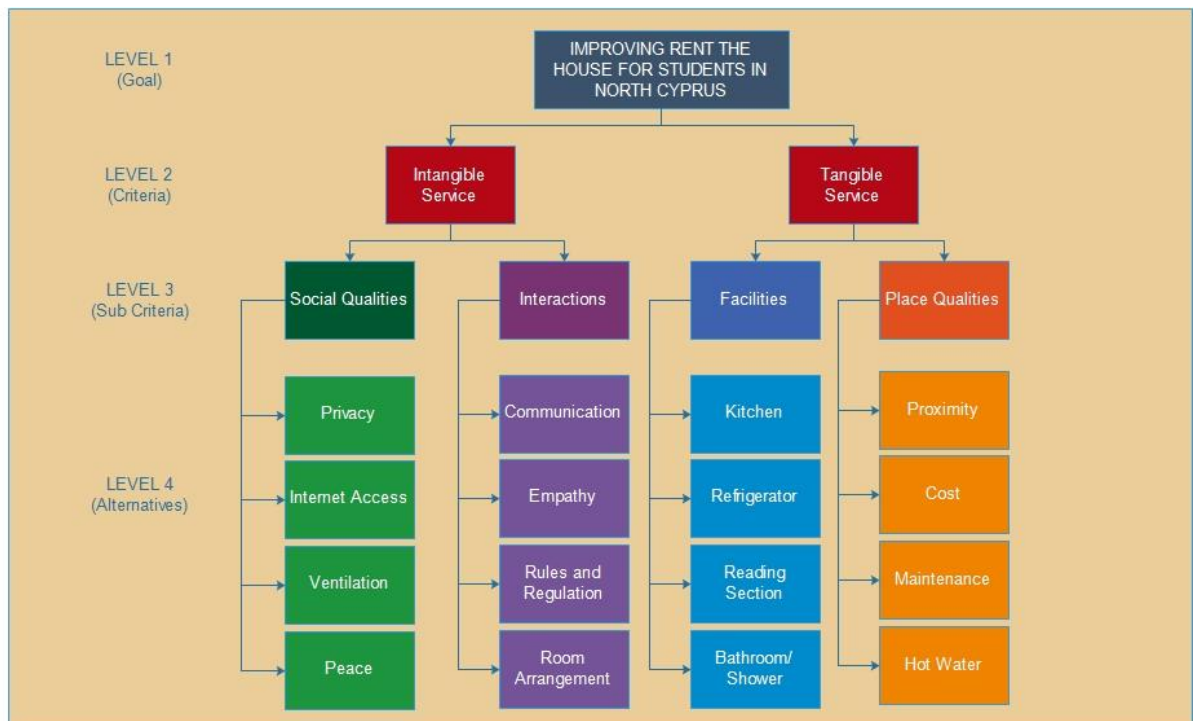 LEVEL 1
(Goal)
IMPROVING RENT THE
HOUSE FOR STUDENTS IN
NORTH CYPRUS
LEVEL 2
(Criteria)
Intangible
Service
Tangible
Service
LEVEL 3
(Sub Criteria)
Social Qualities
Interactions
Facilities
Place Qualities
LEVEL 4
(Alternatives)
Privacy
Communication
Kitchen
Proximity
Internet Access
Empathy
Refrigerator
Cost
Ventilation
Rules and
Regulation
Reading
Section
Maintenance
Peace
Room
Arrangement
Bathroom/
Shower
Hot Water